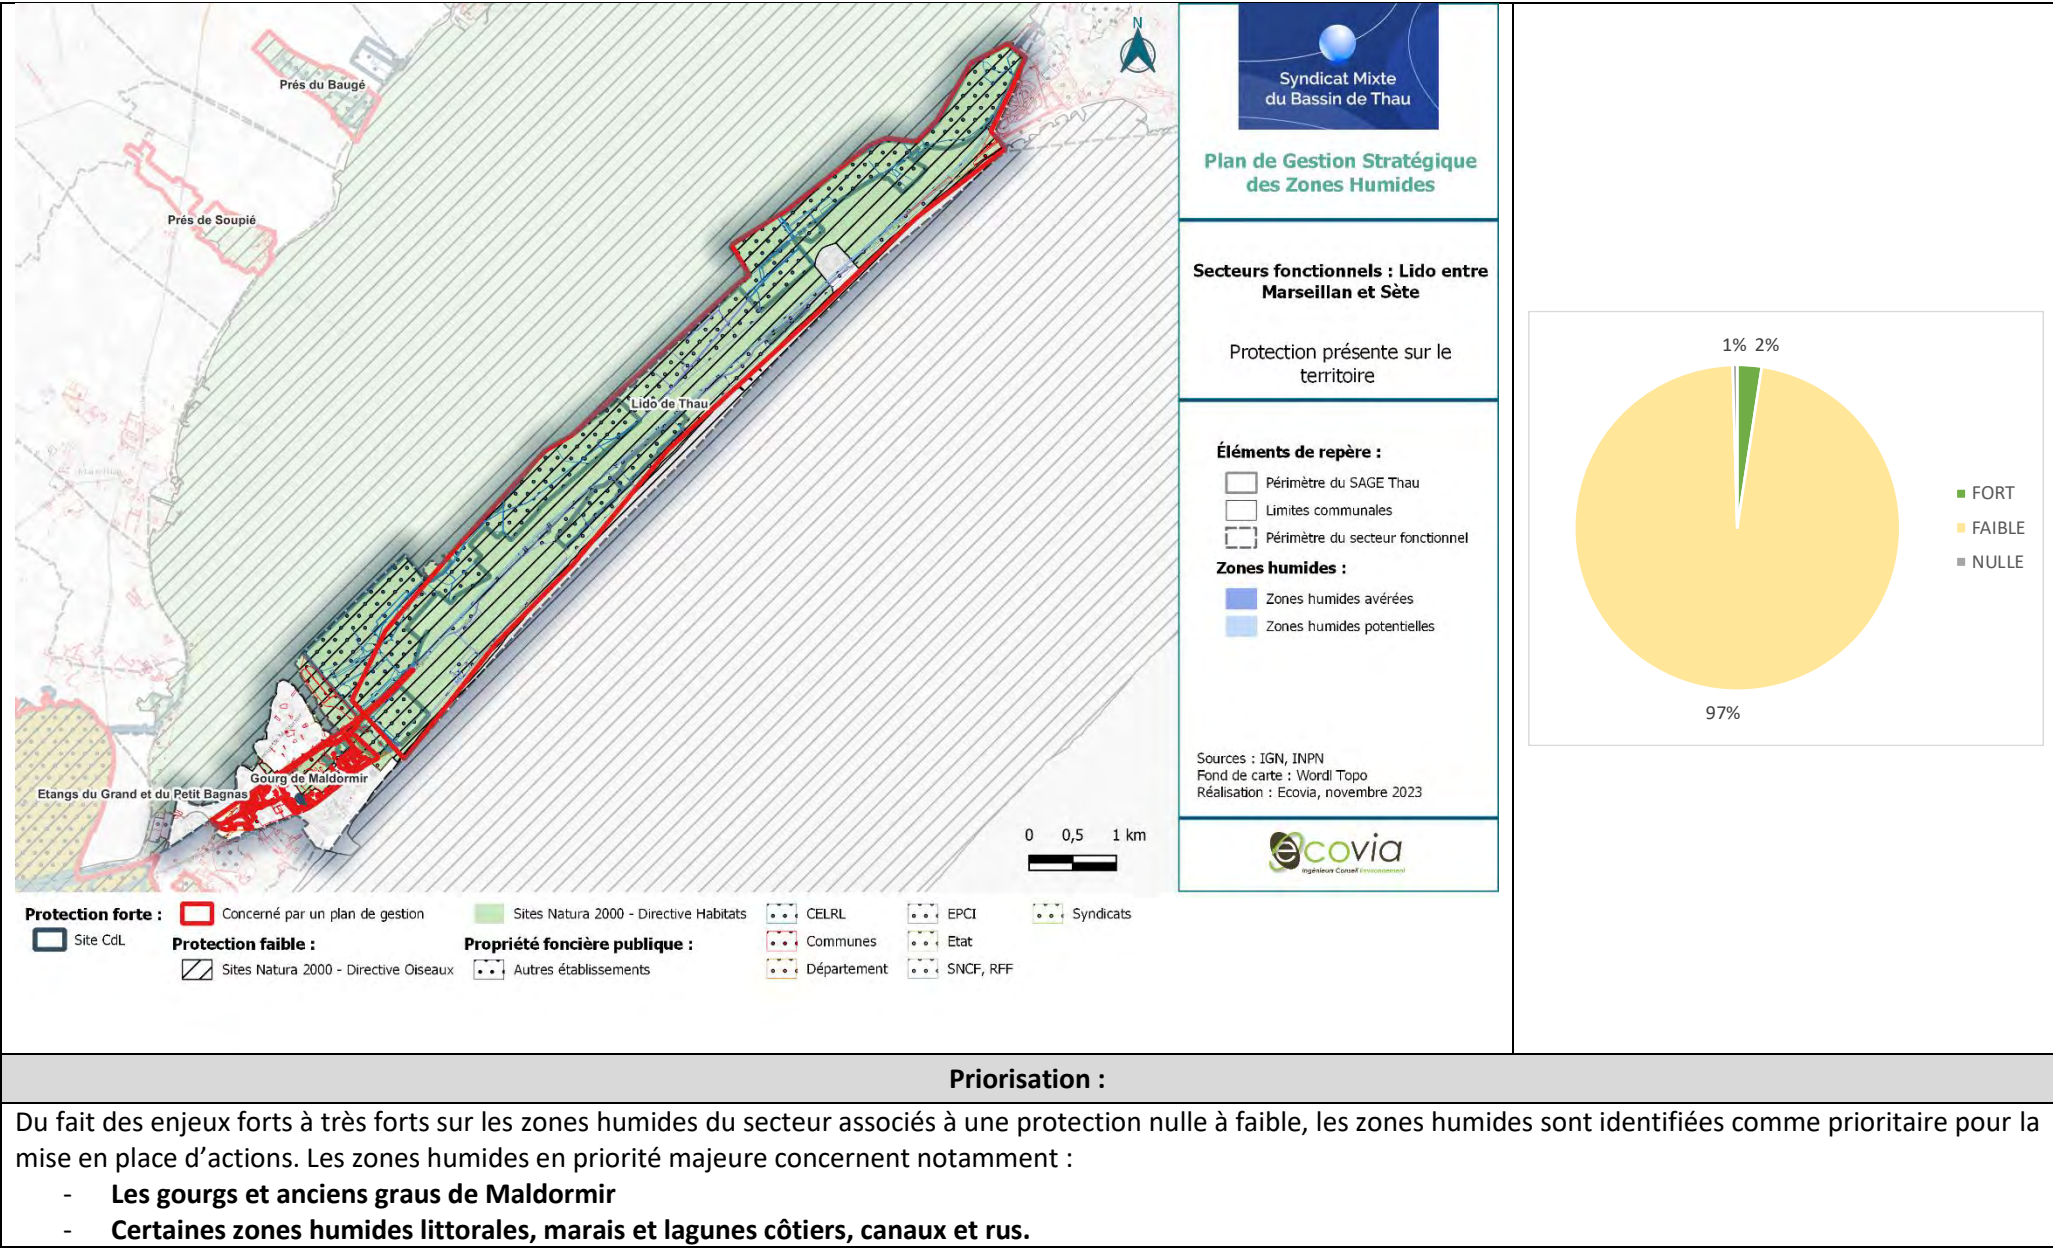 Prés du Baugé
Prés de Soupié
Lido de Thau
Gourg de Maldormir
Etangs du Grand et du Petit Bagnas
N
0 0,5 1 km
Syndicat Mixte
du Bassin de Thau
Plan de Gestion Stratégique
des Zones Humides
Secteurs fonctionnels : Lido entre
Marseillan et Sète
Protection présente sur le
territoire
Éléments de repère :
Périmètre du SAGE Thau
Limites communales
Périmètre du secteur fonctionnel
Zones humides :
Zones humides avérées
Zones humides potentielles
Sources : IGN, INPN
Fond de carte : Wordl Topo
Réalisation : Ecovia, novembre 2023
ecovia
Ingénieurs Conseil Environnement
Protection forte :
Site CdL
Concerné par un plan de gestion
Protection faible :
Sites Natura 2000 - Directive Oiseaux
Sites Natura 2000 - Directive Habitats
Propriété foncière publique :
Autres établissements
CELRL
Communes
Département
EPCI
Etat
SNCF, RFF
Syndicats
1% 2%
97%
FORT
FAIBLE
NULLE
Priorisation :
Du fait des enjeux forts à très forts sur les zones humides du secteur associés à une protection nulle à faible, les zones humides sont identifiées comme prioritaire pour la
mise en place d’actions. Les zones humides en priorité majeure concernent notamment :
- Les gourgs et anciens graus de Maldormir
- Certaines zones humides littorales, marais et lagunes côtiers, canaux et rus.